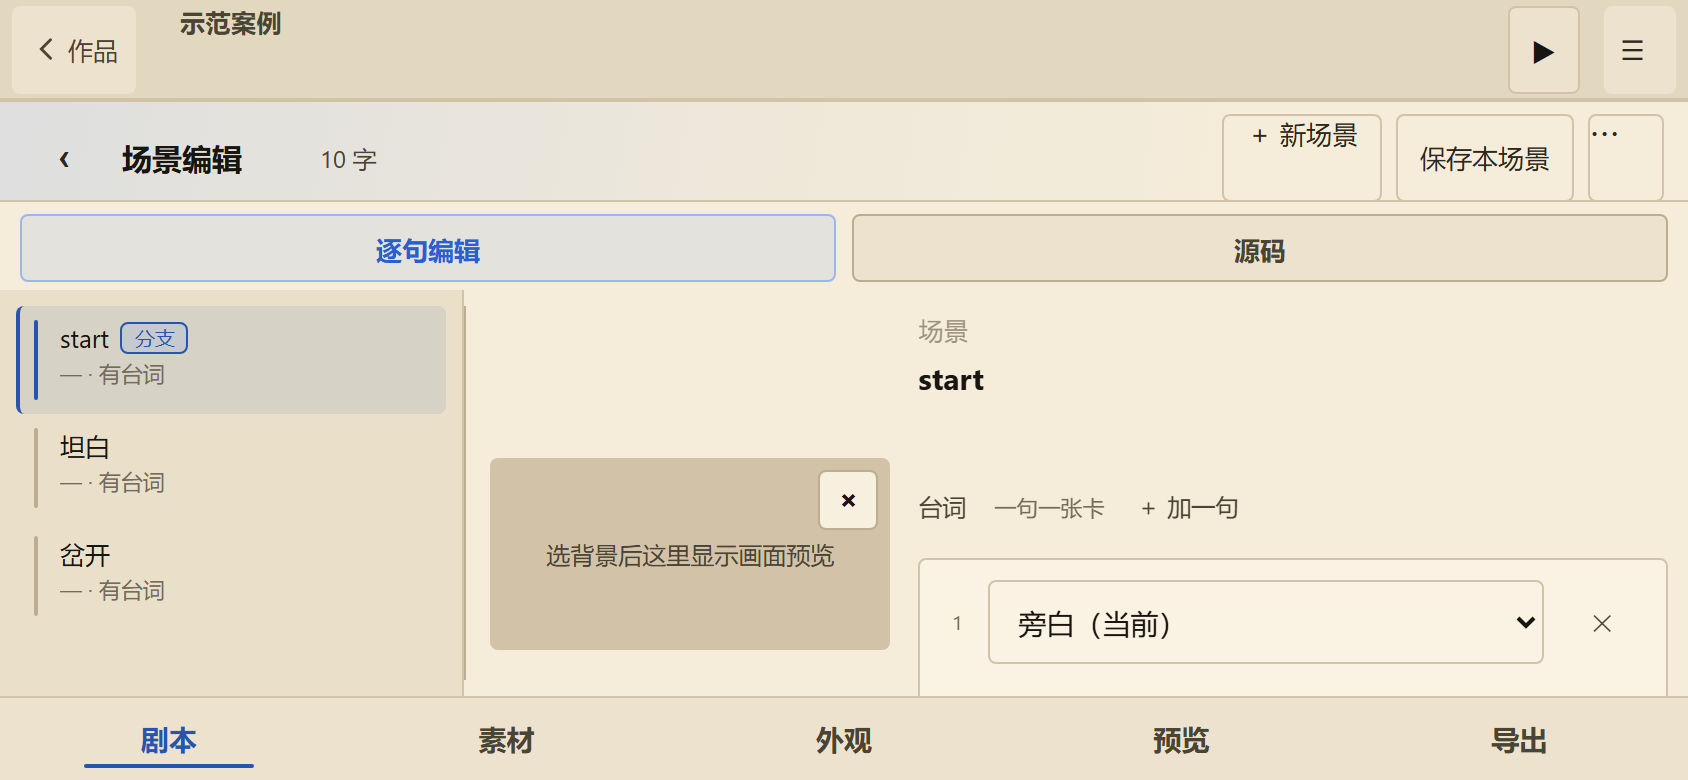 示范案例
作品
▶
☰
‹ 场景编辑 10 字
+ 新场景
保存本场景
···
逐句编辑
源码
start 分支
— · 有台词
坦白
— · 有台词
岔开
— · 有台词
×
选背景后这里显示画面预览
场景
start
台词 一句一张卡 + 加一句
1 旁白（当前） ×
剧本 素材 外观 预览 导出